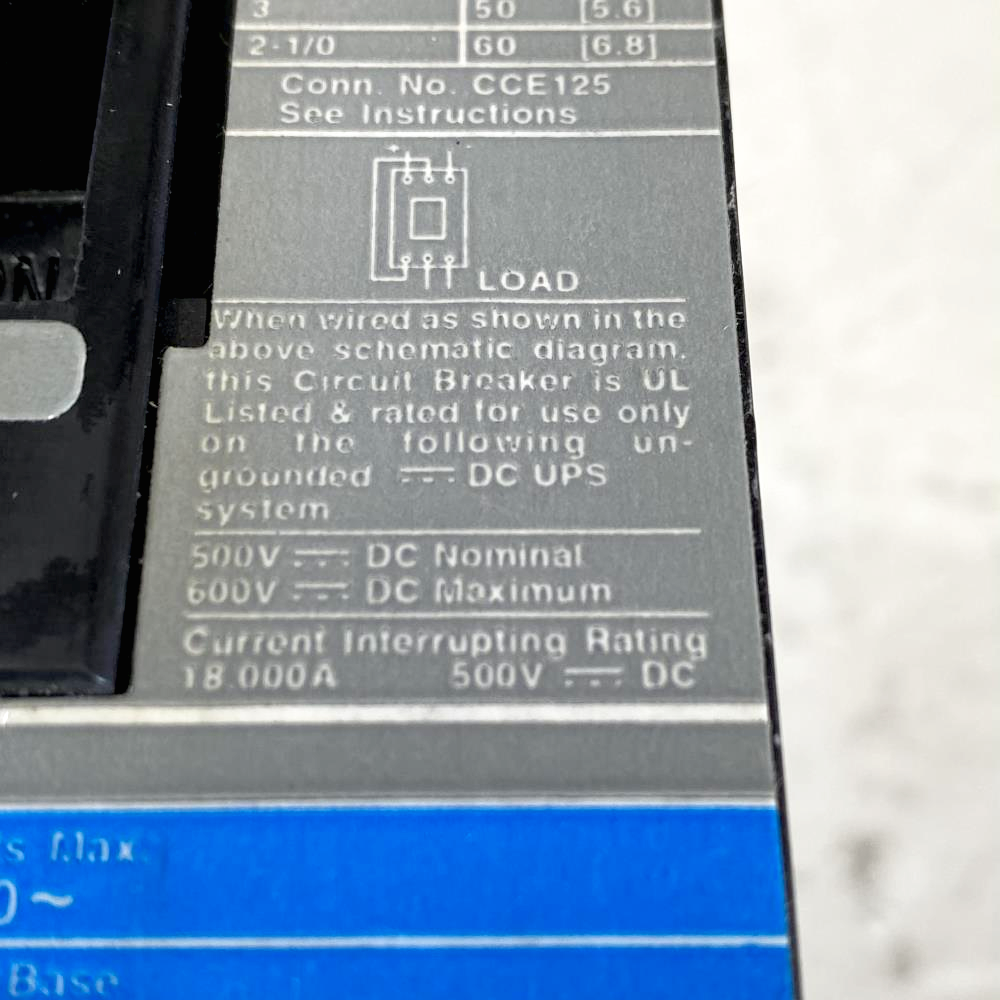 3 50 [5.6]
2-1/0 60 [6.8]
Conn. No. CCE125
See Instructions
+ -
LOAD
ON
When wired as shown in the
above schematic diagram.
this Circuit Breaker is UL
Listed & rated for use only
on the following un-
grounded ⎓ DC UPS
system
500V ⎓ DC Nominal
600V ⎓ DC Maximum
Current Interrupting Rating
18.000A 500V ⎓ DC
Max.
~
Base